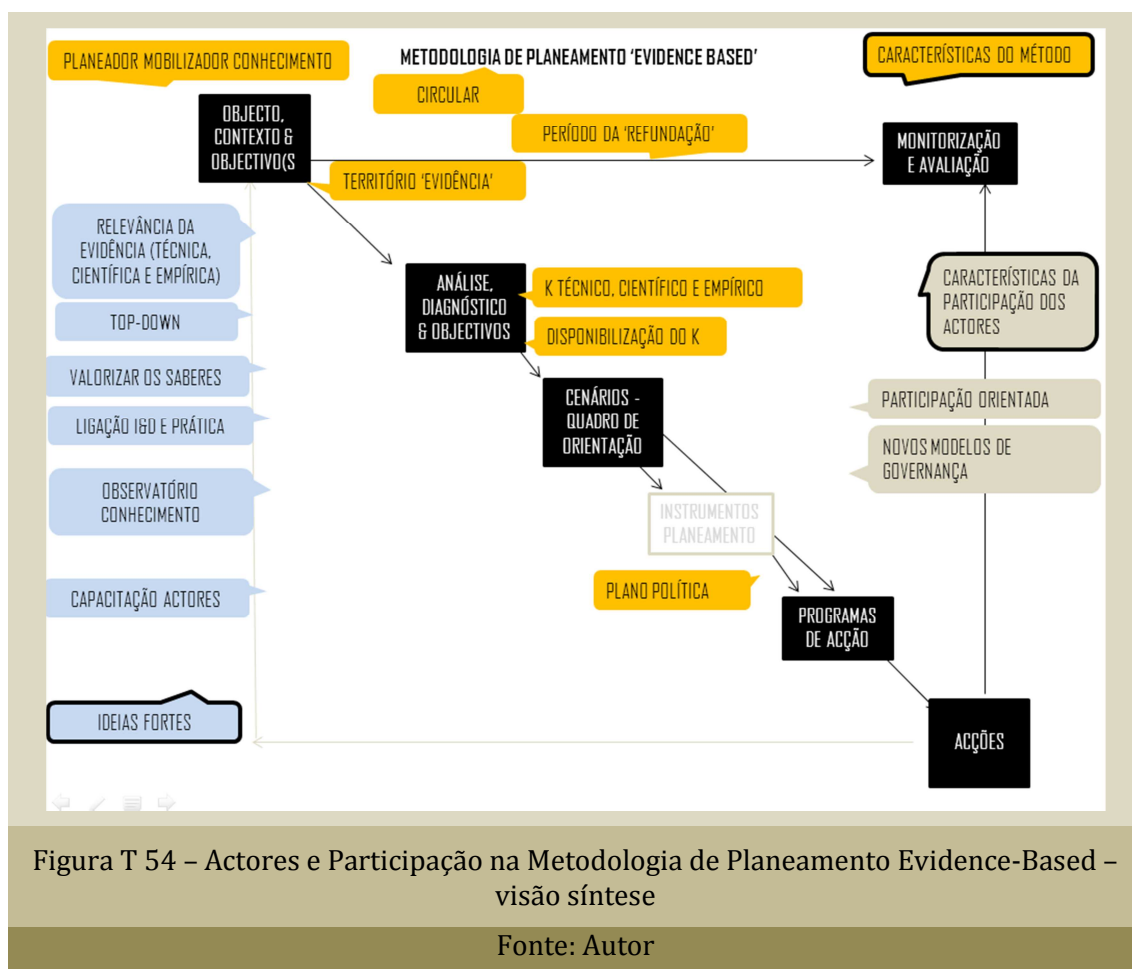 PLANEADOR MOBILIZADOR CONHECIMENTO
METODOLOGIA DE PLANEAMENTO ‘EVIDENCE BASED’
CARACTERÍSTICAS DO MÉTODO
CIRCULAR
OBJECTO,
CONTEXTO &
OBJECTIVO(S
PERÍODO DA ‘REFUNDAÇÃO’
MONITORIZAÇÃO
E AVALIAÇÃO
TERRITÓRIO ‘EVIDÊNCIA’
RELEVÂNCIA DA
EVIDÊNCIA (TÉCNICA,
CIENTÍFICA E EMPÍRICA)
TOP-DOWN
VALORIZAR OS SABERES
LIGAÇÃO I&D E PRÁTICA
OBSERVATÓRIO
CONHECIMENTO
CAPACITAÇÃO ACTORES
IDEIAS FORTES
ANÁLISE,
DIAGNÓSTICO
& OBJECTIVOS
K TÉCNICO, CIENTÍFICO E EMPÍRICO
DISPONIBILIZAÇÃO DO K
CENÁRIOS -
QUADRO DE
ORIENTAÇÃO
INSTRUMENTOS
PLANEAMENTO
PLANO POLÍTICA
PROGRAMAS
DE ACÇÃO
ACÇÕES
CARACTERÍSTICAS DA
PARTICIPAÇÃO DOS
ACTORES
PARTICIPAÇÃO ORIENTADA
NOVOS MODELOS DE
GOVERNANÇA
Figura T 54 – Actores e Participação na Metodologia de Planeamento Evidence-Based –
visão síntese
Fonte: Autor